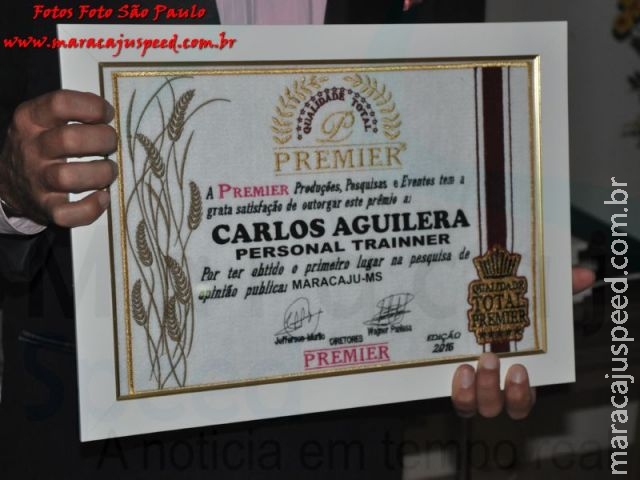 Fotos Foto São Paulo
www.maracajuspeed.com.br
QUALIDADE TOTAL
P
PREMIER
A PREMIER Produções, Pesquisas e Eventos tem a
grata satisfação de outorgar este prêmio a:
CARLOS AGUILERA
PERSONAL TRAINNER
Por ter obtido o primeiro lugar na pesquisa de
opinião publica: MARACAJU-MS
DIRETORES
EDIÇÃO
2016
PREMIER
QUALIDADE
TOTAL
PREMIER
maracajuspeed.com.br
A noticia em tempo real